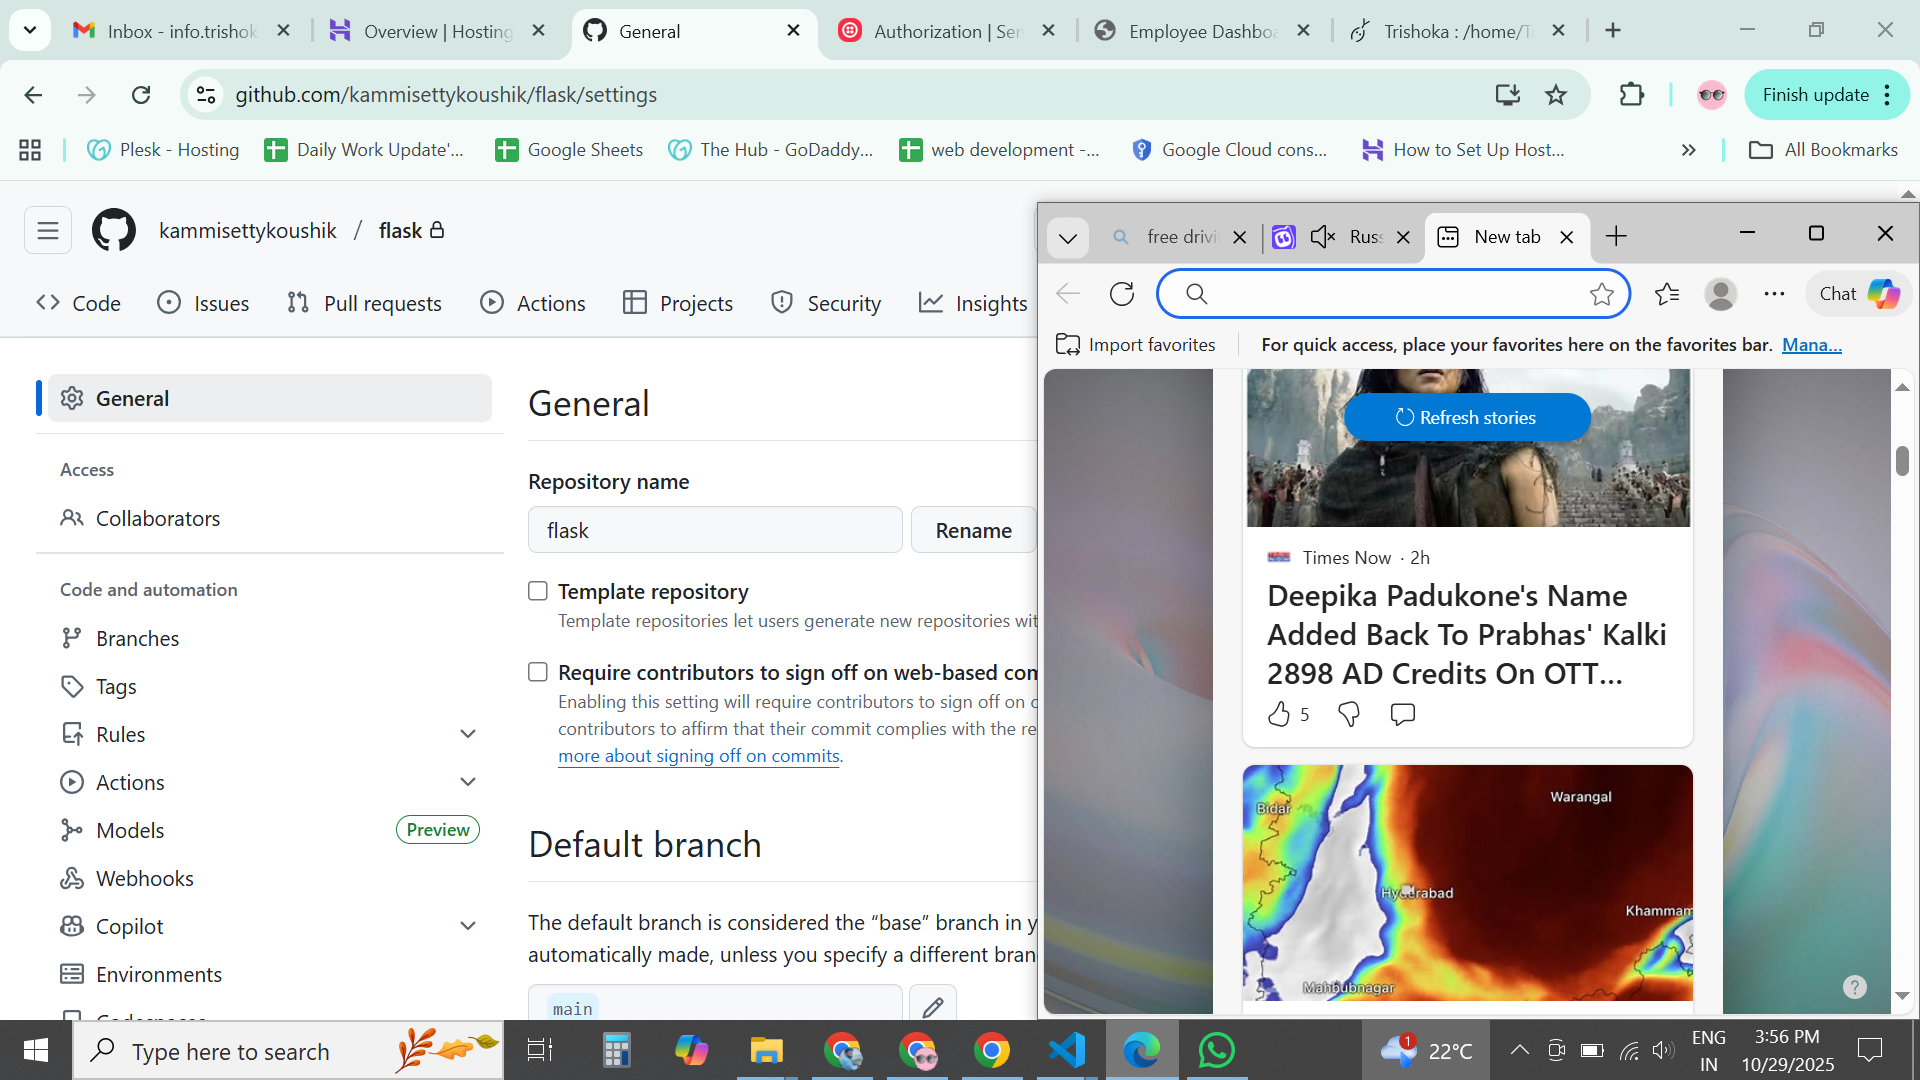 Inbox - info.trishok
Overview | Hosting
General
Authorization | Ser
Employee Dashboa
Trishoka : /home/Tr
github.com/kammisettykoushik/flask/settings
Finish update
Plesk - Hosting
Daily Work Update'...
Google Sheets
The Hub - GoDaddy...
web development -...
Google Cloud cons...
How to Set Up Host...
All Bookmarks
kammisettykoushik / flask
Code
Issues
Pull requests
Actions
Projects
Security
Insights
General
Access
Collaborators
Code and automation
Branches
Tags
Rules
Actions
Models
Preview
Webhooks
Copilot
Environments
Codespaces
General
Repository name
flask
Rename
Template repository
Template repositories let users generate new repositories wit
Require contributors to sign off on web-based com
Enabling this setting will require contributors to sign off on c
contributors to affirm that their commit complies with the re
more about signing off on commits.
Default branch
The default branch is considered the “base” branch in y
automatically made, unless you specify a different bran
main
free drivi
Russ
New tab
Chat
Import favorites
For quick access, place your favorites here on the favorites bar. Mana...
Refresh stories
Times Now · 2h
Deepika Padukone's Name
Added Back To Prabhas' Kalki
2898 AD Credits On OTT...
5
Bidar
Warangal
Hyderabad
Khammam
Mahbubnagar
?
Type here to search
1
22°C
ENG
IN
3:56 PM
10/29/2025